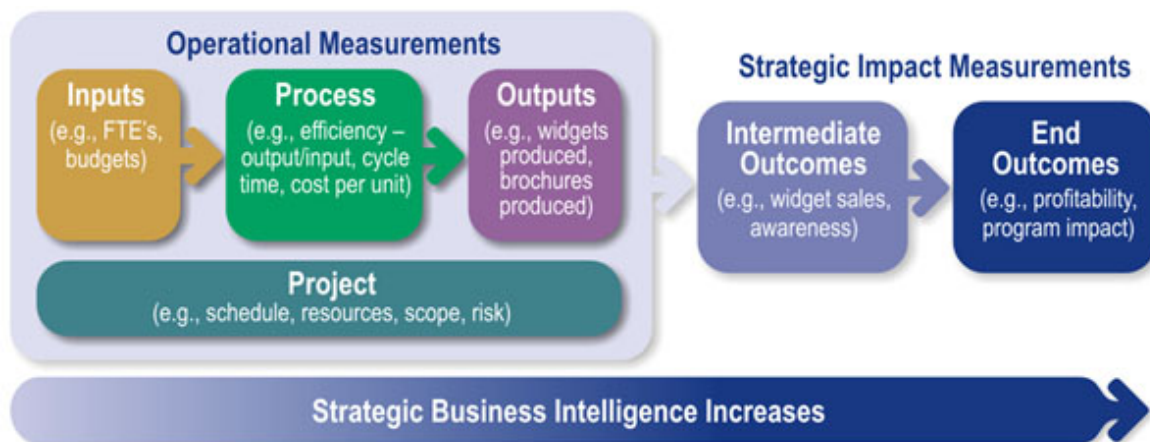 Operational Measurements
Inputs
(e.g., FTE's,
budgets)
Process
(e.g., efficiency –
output/input, cycle
time, cost per unit)
Outputs
(e.g., widgets
produced,
brochures
produced)
Project
(e.g., schedule, resources, scope, risk)
Strategic Impact Measurements
Intermediate
Outcomes
(e.g., widget sales,
awareness)
End
Outcomes
(e.g., profitability,
program impact)
Strategic Business Intelligence Increases